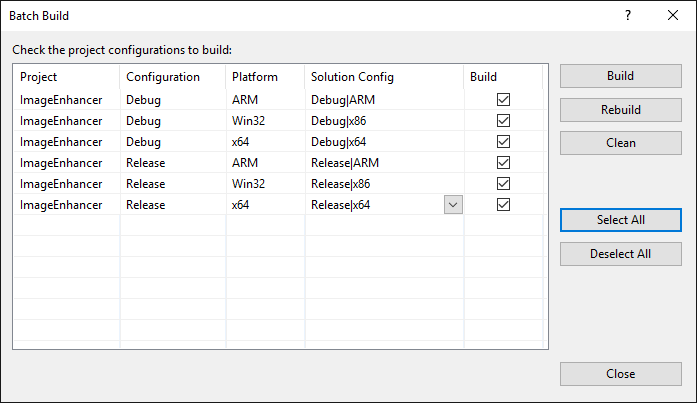 Batch Build
?
Check the project configurations to build:
Project Configuration Platform Solution Config Build
ImageEnhancer Debug ARM Debug|ARM
ImageEnhancer Debug Win32 Debug|x86
ImageEnhancer Debug x64 Debug|x64
ImageEnhancer Release ARM Release|ARM
ImageEnhancer Release Win32 Release|x86
ImageEnhancer Release x64 Release|x64
Build
Rebuild
Clean
Select All
Deselect All
Close